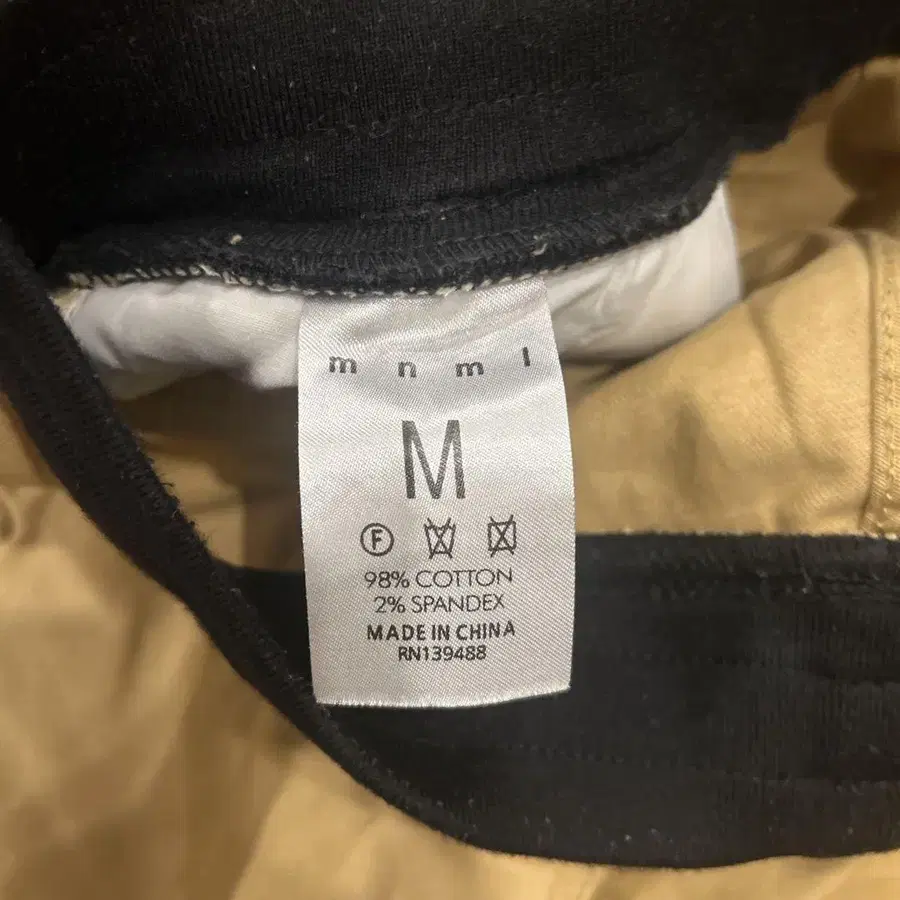 m n m l
M
F
98% COTTON
2% SPANDEX
MADE IN CHINA
RN139488